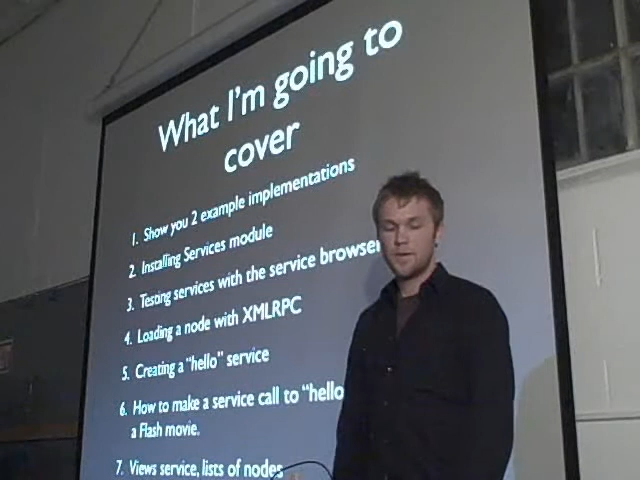 What I'm going to
cover
1. Show you 2 example implementations
2. Installing Services module
3. Testing services with the service browser
4. Loading a node with XMLRPC
5. Creating a "hello" service
6. How to make a service call to "hello
a Flash movie.
7. Views service, lists of nodes